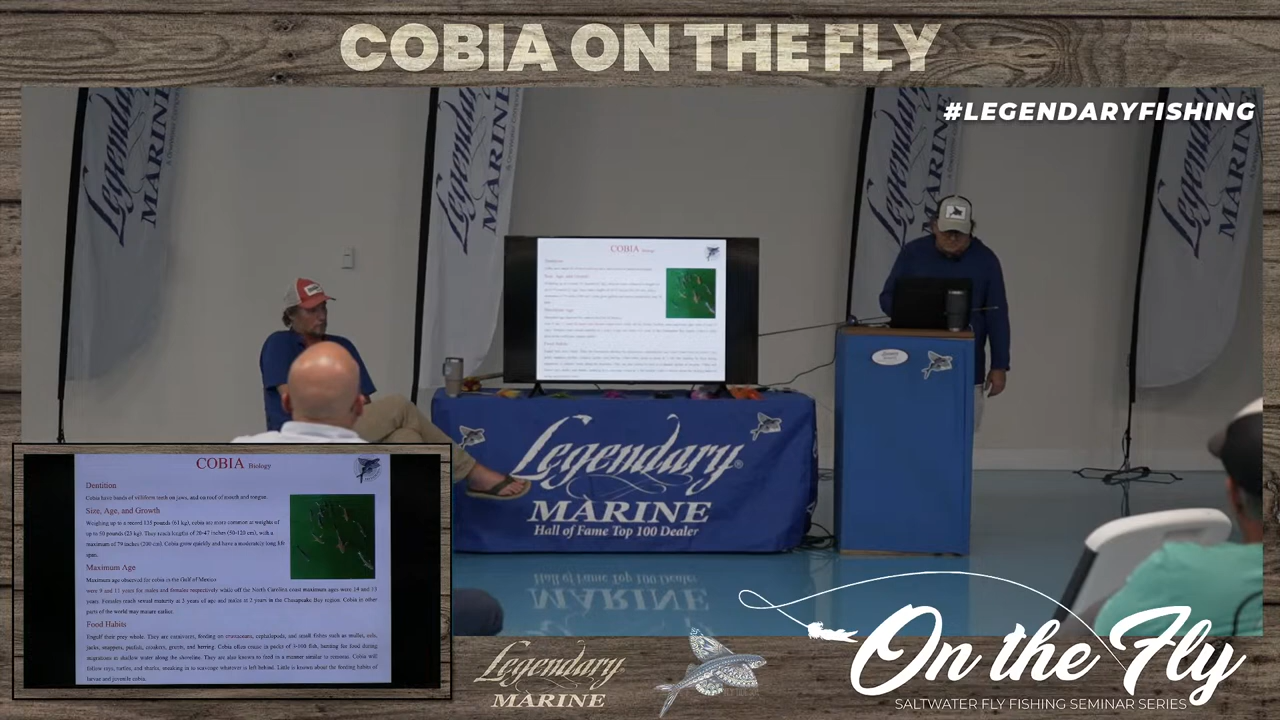 COBIA ON THE FLY
#LEGENDARYFISHING
Legendary
MARINE
Legendary
MARINE
Legendary
MARINE
Legendary
MARINE
COBIA Biology
Legendary®
MARINE
Hall of Fame Top 100 Dealer
COBIA Biology
Dentition
Cobia have bands of villiform teeth on jaws, and on roof of mouth and tongue.
Size, Age, and Growth
Weighing up to a record 135 pounds (61 kg), cobia are more common at weights of
up to 50 pounds (23 kg). They reach lengths of 20-47 inches (50-120 cm), with a
maximum of 79 inches (200 cm). Cobia grow quickly and have a moderately long life
span.
Maximum Age
Maximum age observed for cobia in the Gulf of Mexico
were 9 and 11 years for males and females respectively while off the North Carolina coast maximum ages were 14 and 13
years. Females reach sexual maturity at 3 years of age and males at 2 years in the Chesapeake Bay region. Cobia in other
parts of the world may mature earlier.
Food Habits
Engulf their prey whole. They are carnivores, feeding on crustaceans, cephalopods, and small fishes such as mullet, eels,
jacks, snappers, pinfish, croakers, grunts, and herring. Cobia often cruise in packs of 3-100 fish, hunting for food during
migrations in shallow water along the shoreline. They are also known to feed in a manner similar to remoras. Cobia will
follow rays, turtles, and sharks, sneaking in to scavenge whatever is left behind. Little is known about the feeding habits of
larvae and juvenile cobia.
Legendary
MARINE
On the Fly
SALTWATER FLY FISHING SEMINAR SERIES